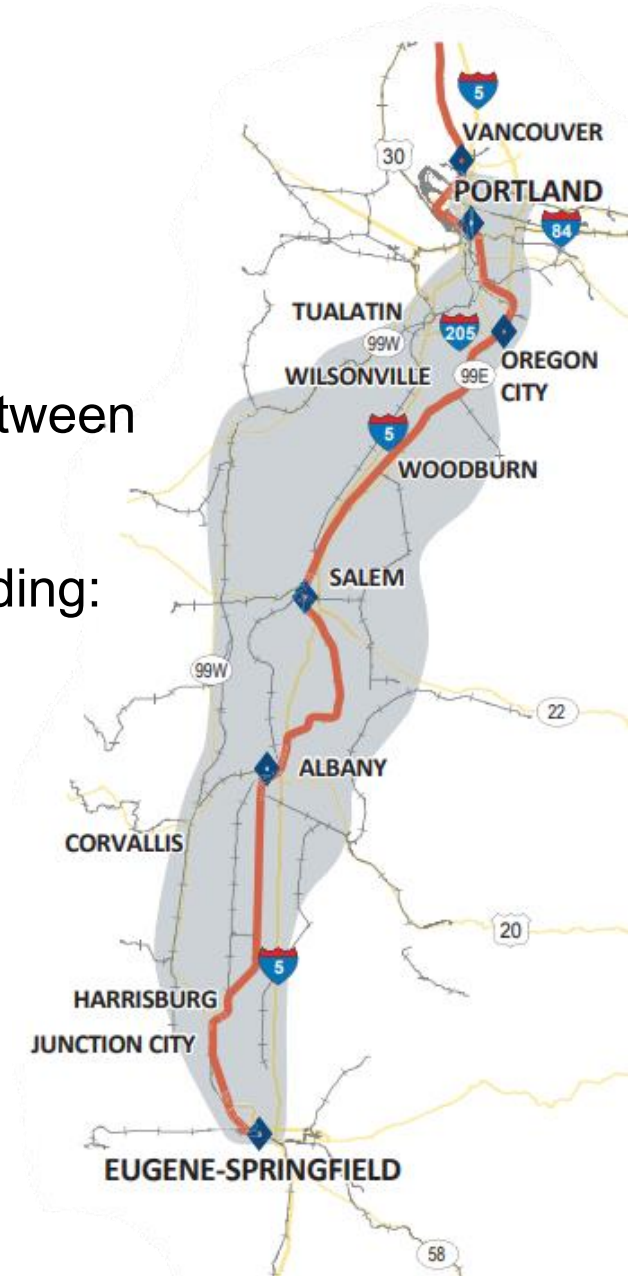 5
VANCOUVER
30
PORTLAND
84
TUALATIN
205
99W
OREGON
CITY
WILSONVILLE
99E
tween
5
WOODBURN
SALEM
ding:
99W
22
ALBANY
CORVALLIS
20
5
HARRISBURG
JUNCTION CITY
EUGENE-SPRINGFIELD
58